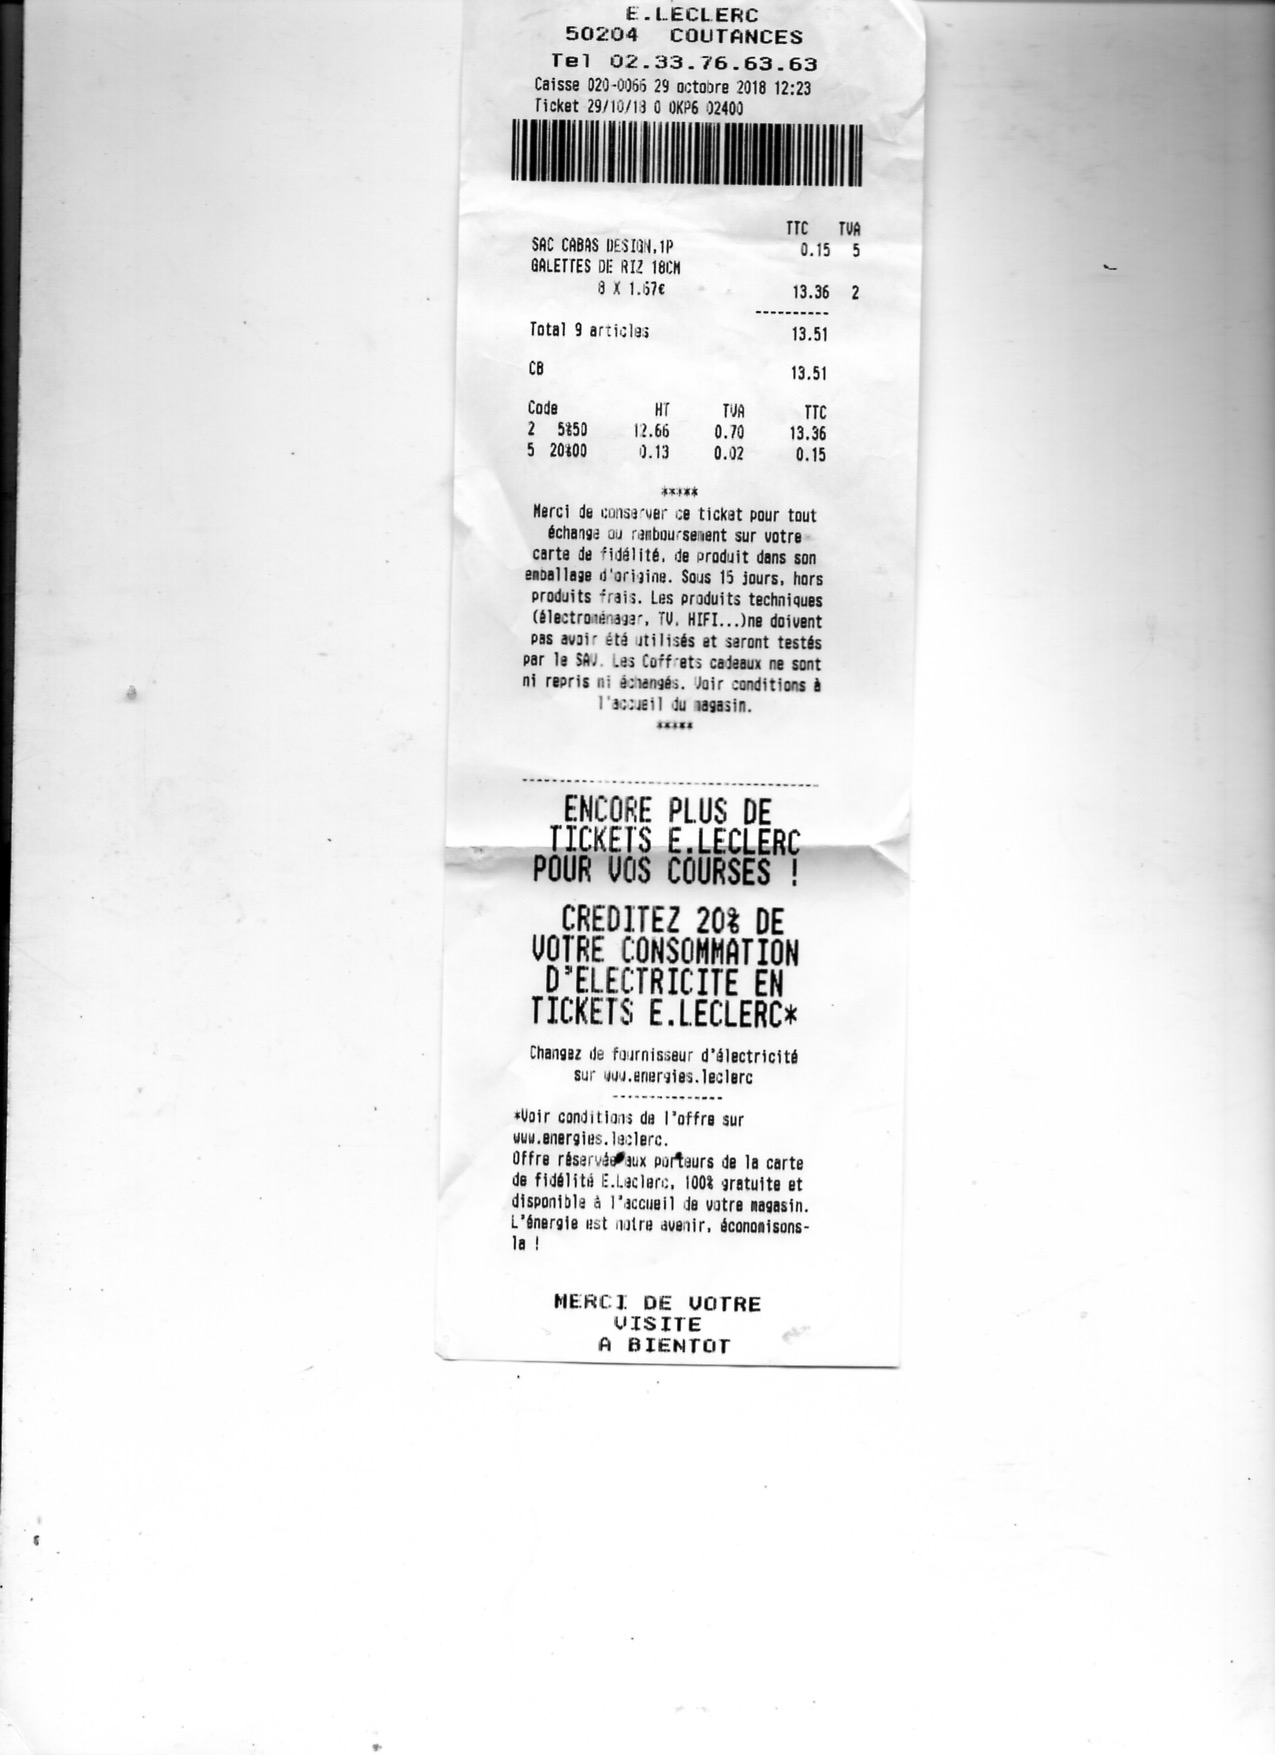 E.LECLERC
50204 COUTANCES
Tel 02.33.76.63.63
Caisse 020-0066 29 octobre 2018 12:23
Ticket 29/10/18 0 OKP6 02400
TTC TVA
SAC CABAS DESIGN,1P 0.15 5
GALETTES DE RIZ 18CM
8 X 1.67€ 13.36 2
----------
Total 9 articles 13.51
CB 13.51
Code HT TVA TTC
2 5%50 12.66 0.70 13.36
5 20%00 0.13 0.02 0.15
*****
Merci de conserver ce ticket pour tout
échange ou remboursement sur votre
carte de fidélité, de produit dans son
emballage d'origine. Sous 15 jours, hors
produits frais. Les produits techniques
(électroménager, TV, HIFI...)ne doivent
pas avoir été utilisés et seront testés
par le SAV. Les Coffrets cadeaux ne sont
ni repris ni échangés. Voir conditions à
l'accueil du magasin.
*****
----------------------------------------
ENCORE PLUS DE
TICKETS E.LECLERC
POUR VOS COURSES !
CREDITEZ 20% DE
VOTRE CONSOMMATION
D'ELECTRICITE EN
TICKETS E.LECLERC*
Changez de fournisseur d'électricité
sur www.energies.leclerc
---------------
*Voir conditions de l'offre sur
www.energies.leclerc.
Offre réservée aux porteurs de la carte
de fidélité E.Leclerc, 100% gratuite et
disponible à l'accueil de votre magasin.
L'énergie est notre avenir, économisons-
la !
MERCI DE VOTRE
VISITE
A BIENTOT